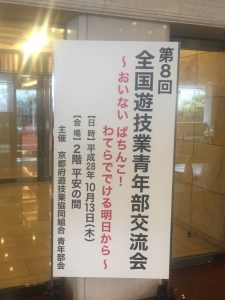 第8回
全国遊技業青年部交流会
～おいない ぱちんこ！
わてらでできる明日から～
【日 時】平成28年10月13日(木)
【会 場】2階 平安の間
主催 京都府遊技業協同組合 青年部会